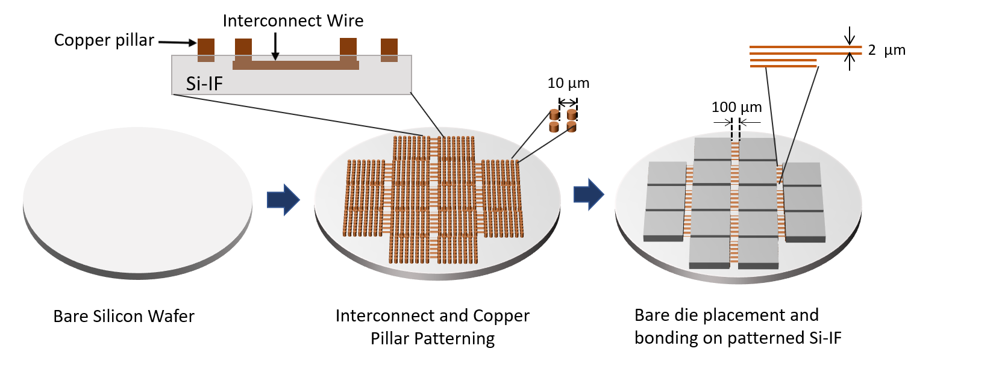 Interconnect Wire
Copper pillar
Si-IF
10 μm
2 μm
100 μm
Bare Silicon Wafer
Interconnect and Copper
Pillar Patterning
Bare die placement and
bonding on patterned Si-IF